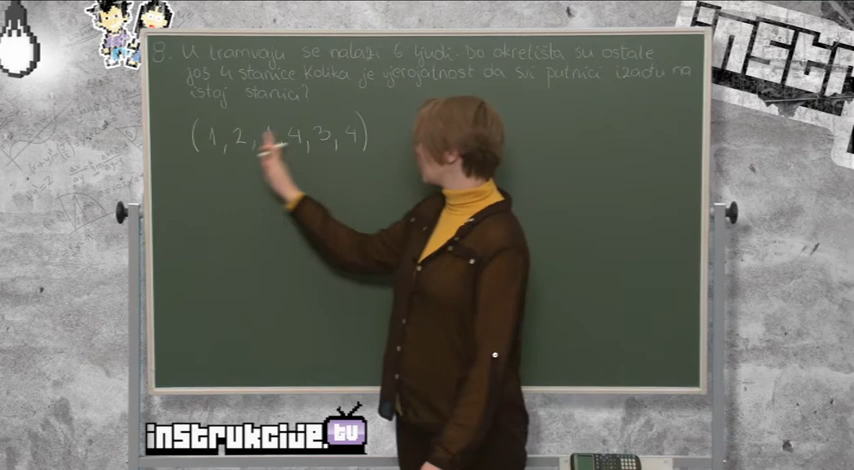 8. U tramvaju se nalazi 6 ljudi. Do okretišta su ostale
još 4 stanice. Kolika je vjerojatnost da svi putnici izađu na
istoj stanici?
(1, 2, 4, 3, 4)
instrukcije.tv